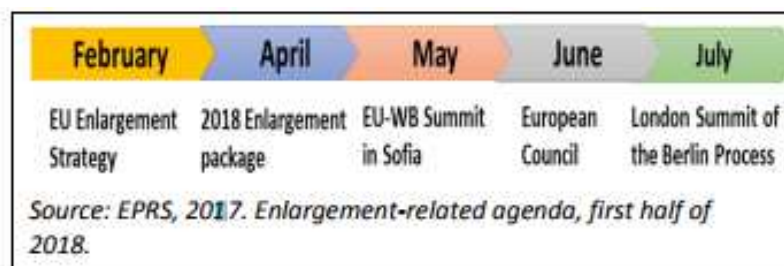 February April May June July
EU Enlargement 2018 Enlargement EU-WB Summit European London Summit of
Strategy package in Sofia Council the Berlin Process
Source: EPRS, 2017. Enlargement-related agenda, first half of
2018.